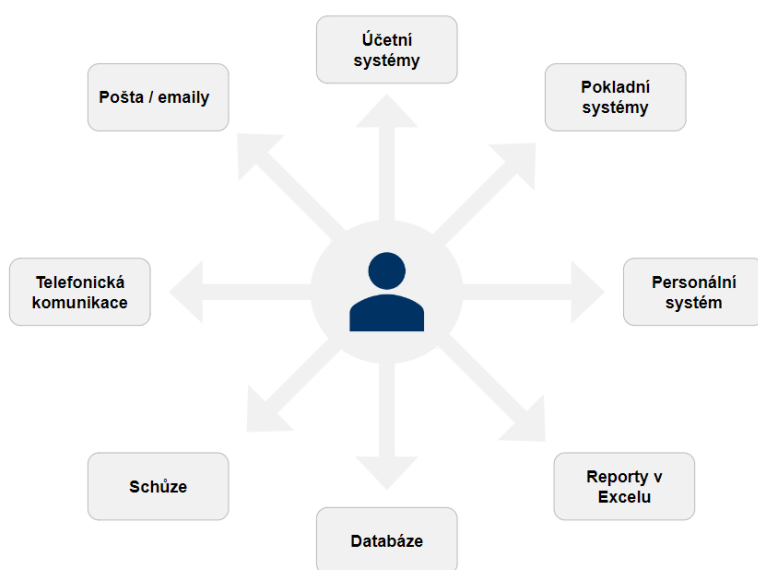 Účetní
systémy
Pošta / emaily
Pokladní
systémy
Telefonická
komunikace
Personální
systém
Schůze
Reporty v
Excelu
Databáze